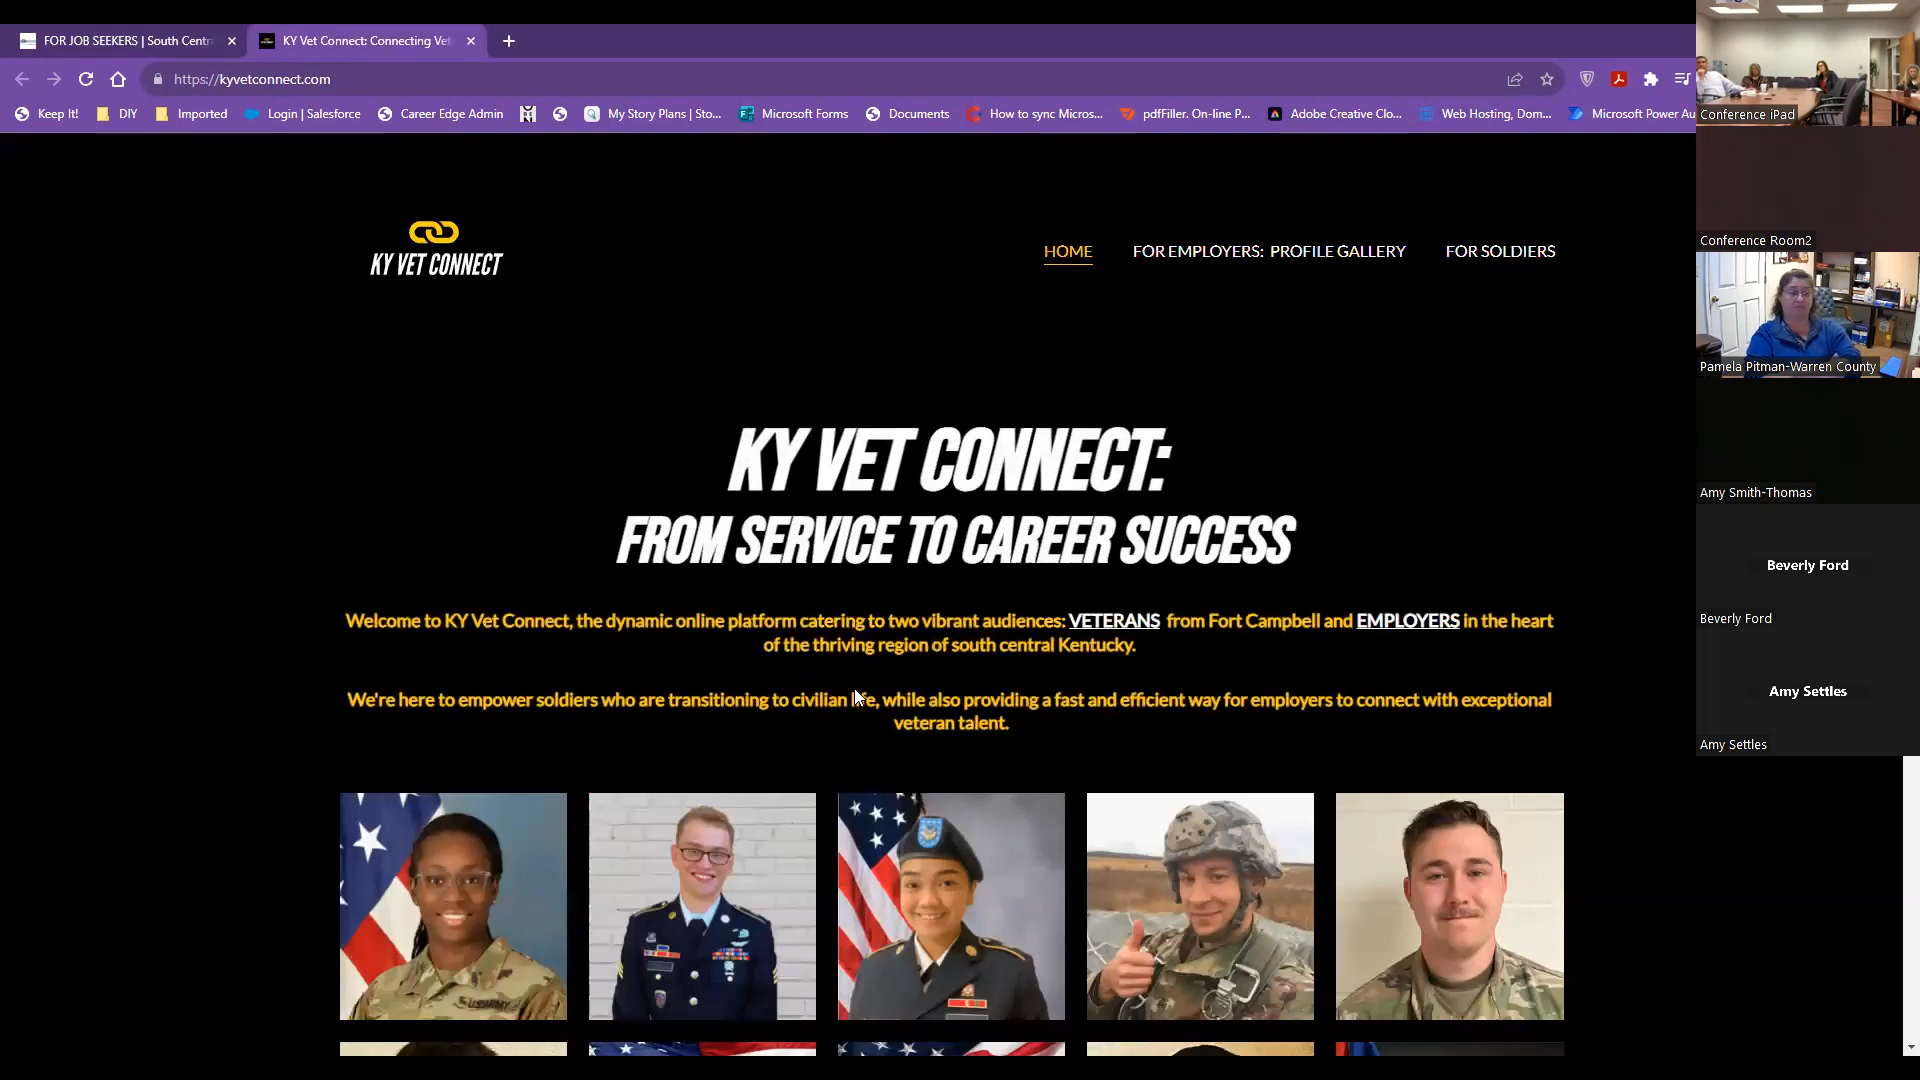 FOR JOB SEEKERS | South Centr
KY Vet Connect: Connecting Vet
https://kyvetconnect.com
Keep It!
DIY
Imported
Login | Salesforce
Career Edge Admin
My Story Plans | Sto...
Microsoft Forms
Documents
How to sync Micros...
pdfFiller. On-line P...
Adobe Creative Clo...
Web Hosting, Dom...
Microsoft Power Au
KY VET CONNECT
HOME
FOR EMPLOYERS: PROFILE GALLERY
FOR SOLDIERS
KY VET CONNECT:
FROM SERVICE TO CAREER SUCCESS
Welcome to KY Vet Connect, the dynamic online platform catering to two vibrant audiences: VETERANS from Fort Campbell and EMPLOYERS in the heart
of the thriving region of south central Kentucky.
We're here to empower soldiers who are transitioning to civilian life, while also providing a fast and efficient way for employers to connect with exceptional
veteran talent.
U.S. ARMY
Conference iPad
Conference Room2
Pamela Pitman-Warren County
Amy Smith-Thomas
Beverly Ford
Beverly Ford
Amy Settles
Amy Settles